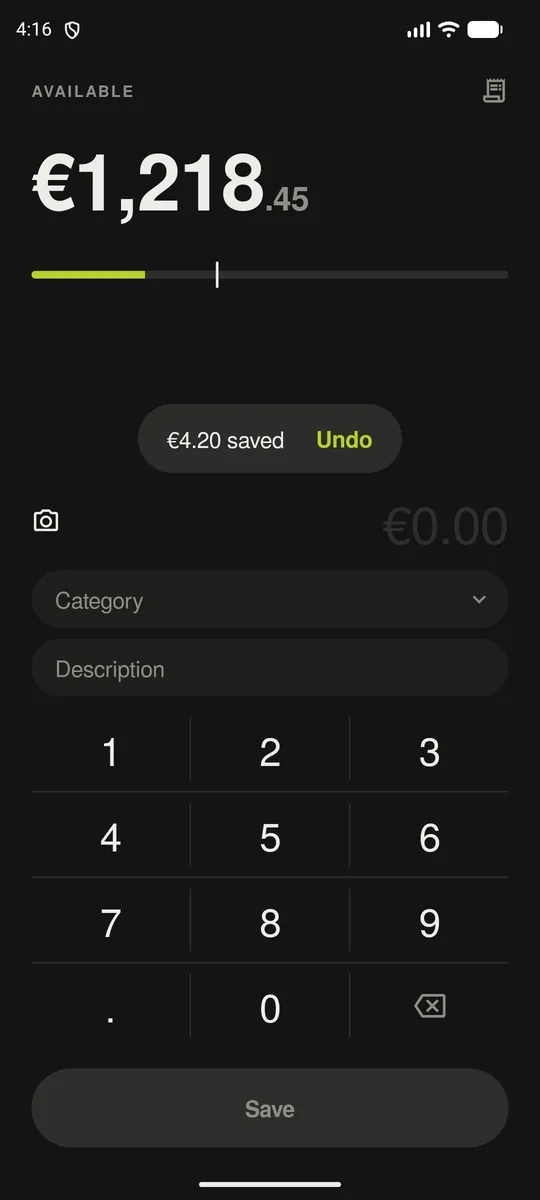 4:16
AVAILABLE
€1,218.45
€4.20 saved Undo
€0.00
Category
Description
1 2 3
4 5 6
7 8 9
. 0
Save